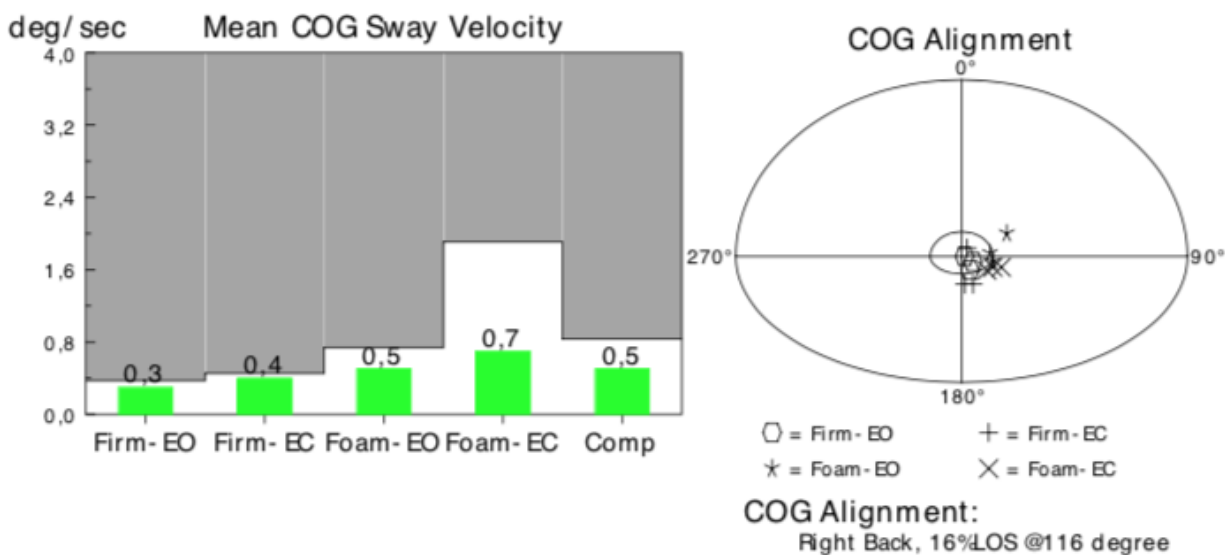 deg/sec Mean COG Sway Velocity
4,0
3,2
2,4
1,6
0,8
0,0
0,3
0,4
0,5
0,7
0,5
Firm-EO Firm-EC Foam-EO Foam-EC Comp
COG Alignment
0°
270°
90°
180°
= Firm-EO = Firm-EC
= Foam-EO = Foam-EC
COG Alignment:
Right Back, 16%LOS @116 degree